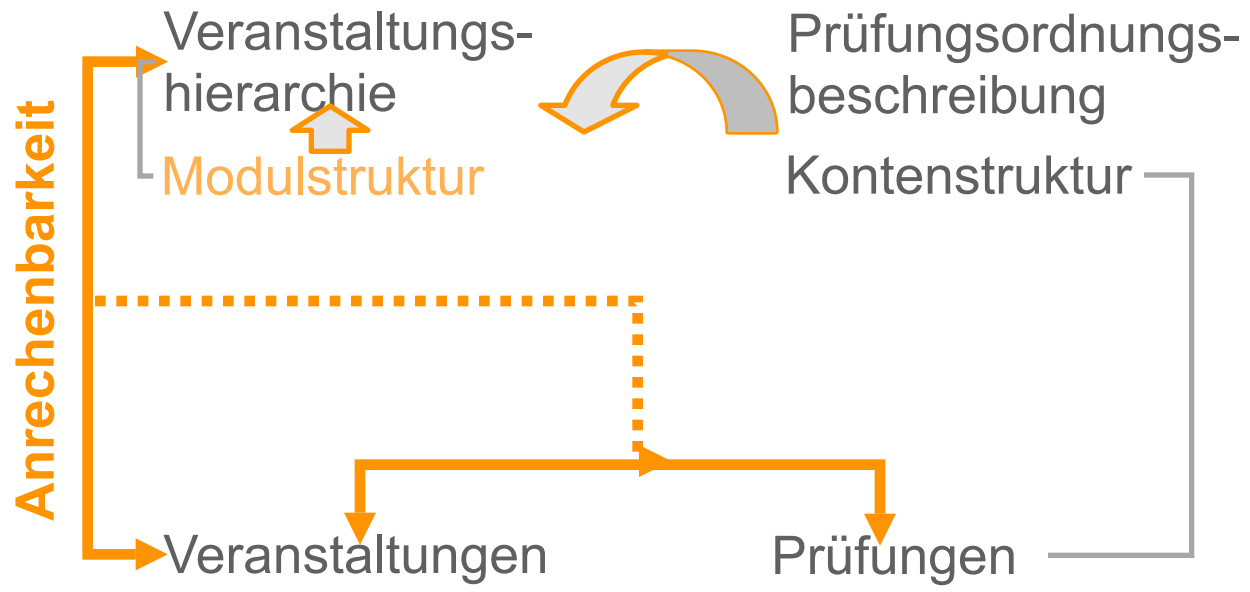 Veranstaltungs-
hierarchie
Modulstruktur
Prüfungsordnungs-
beschreibung
Kontenstruktur
Anrechenbarkeit
Veranstaltungen
Prüfungen